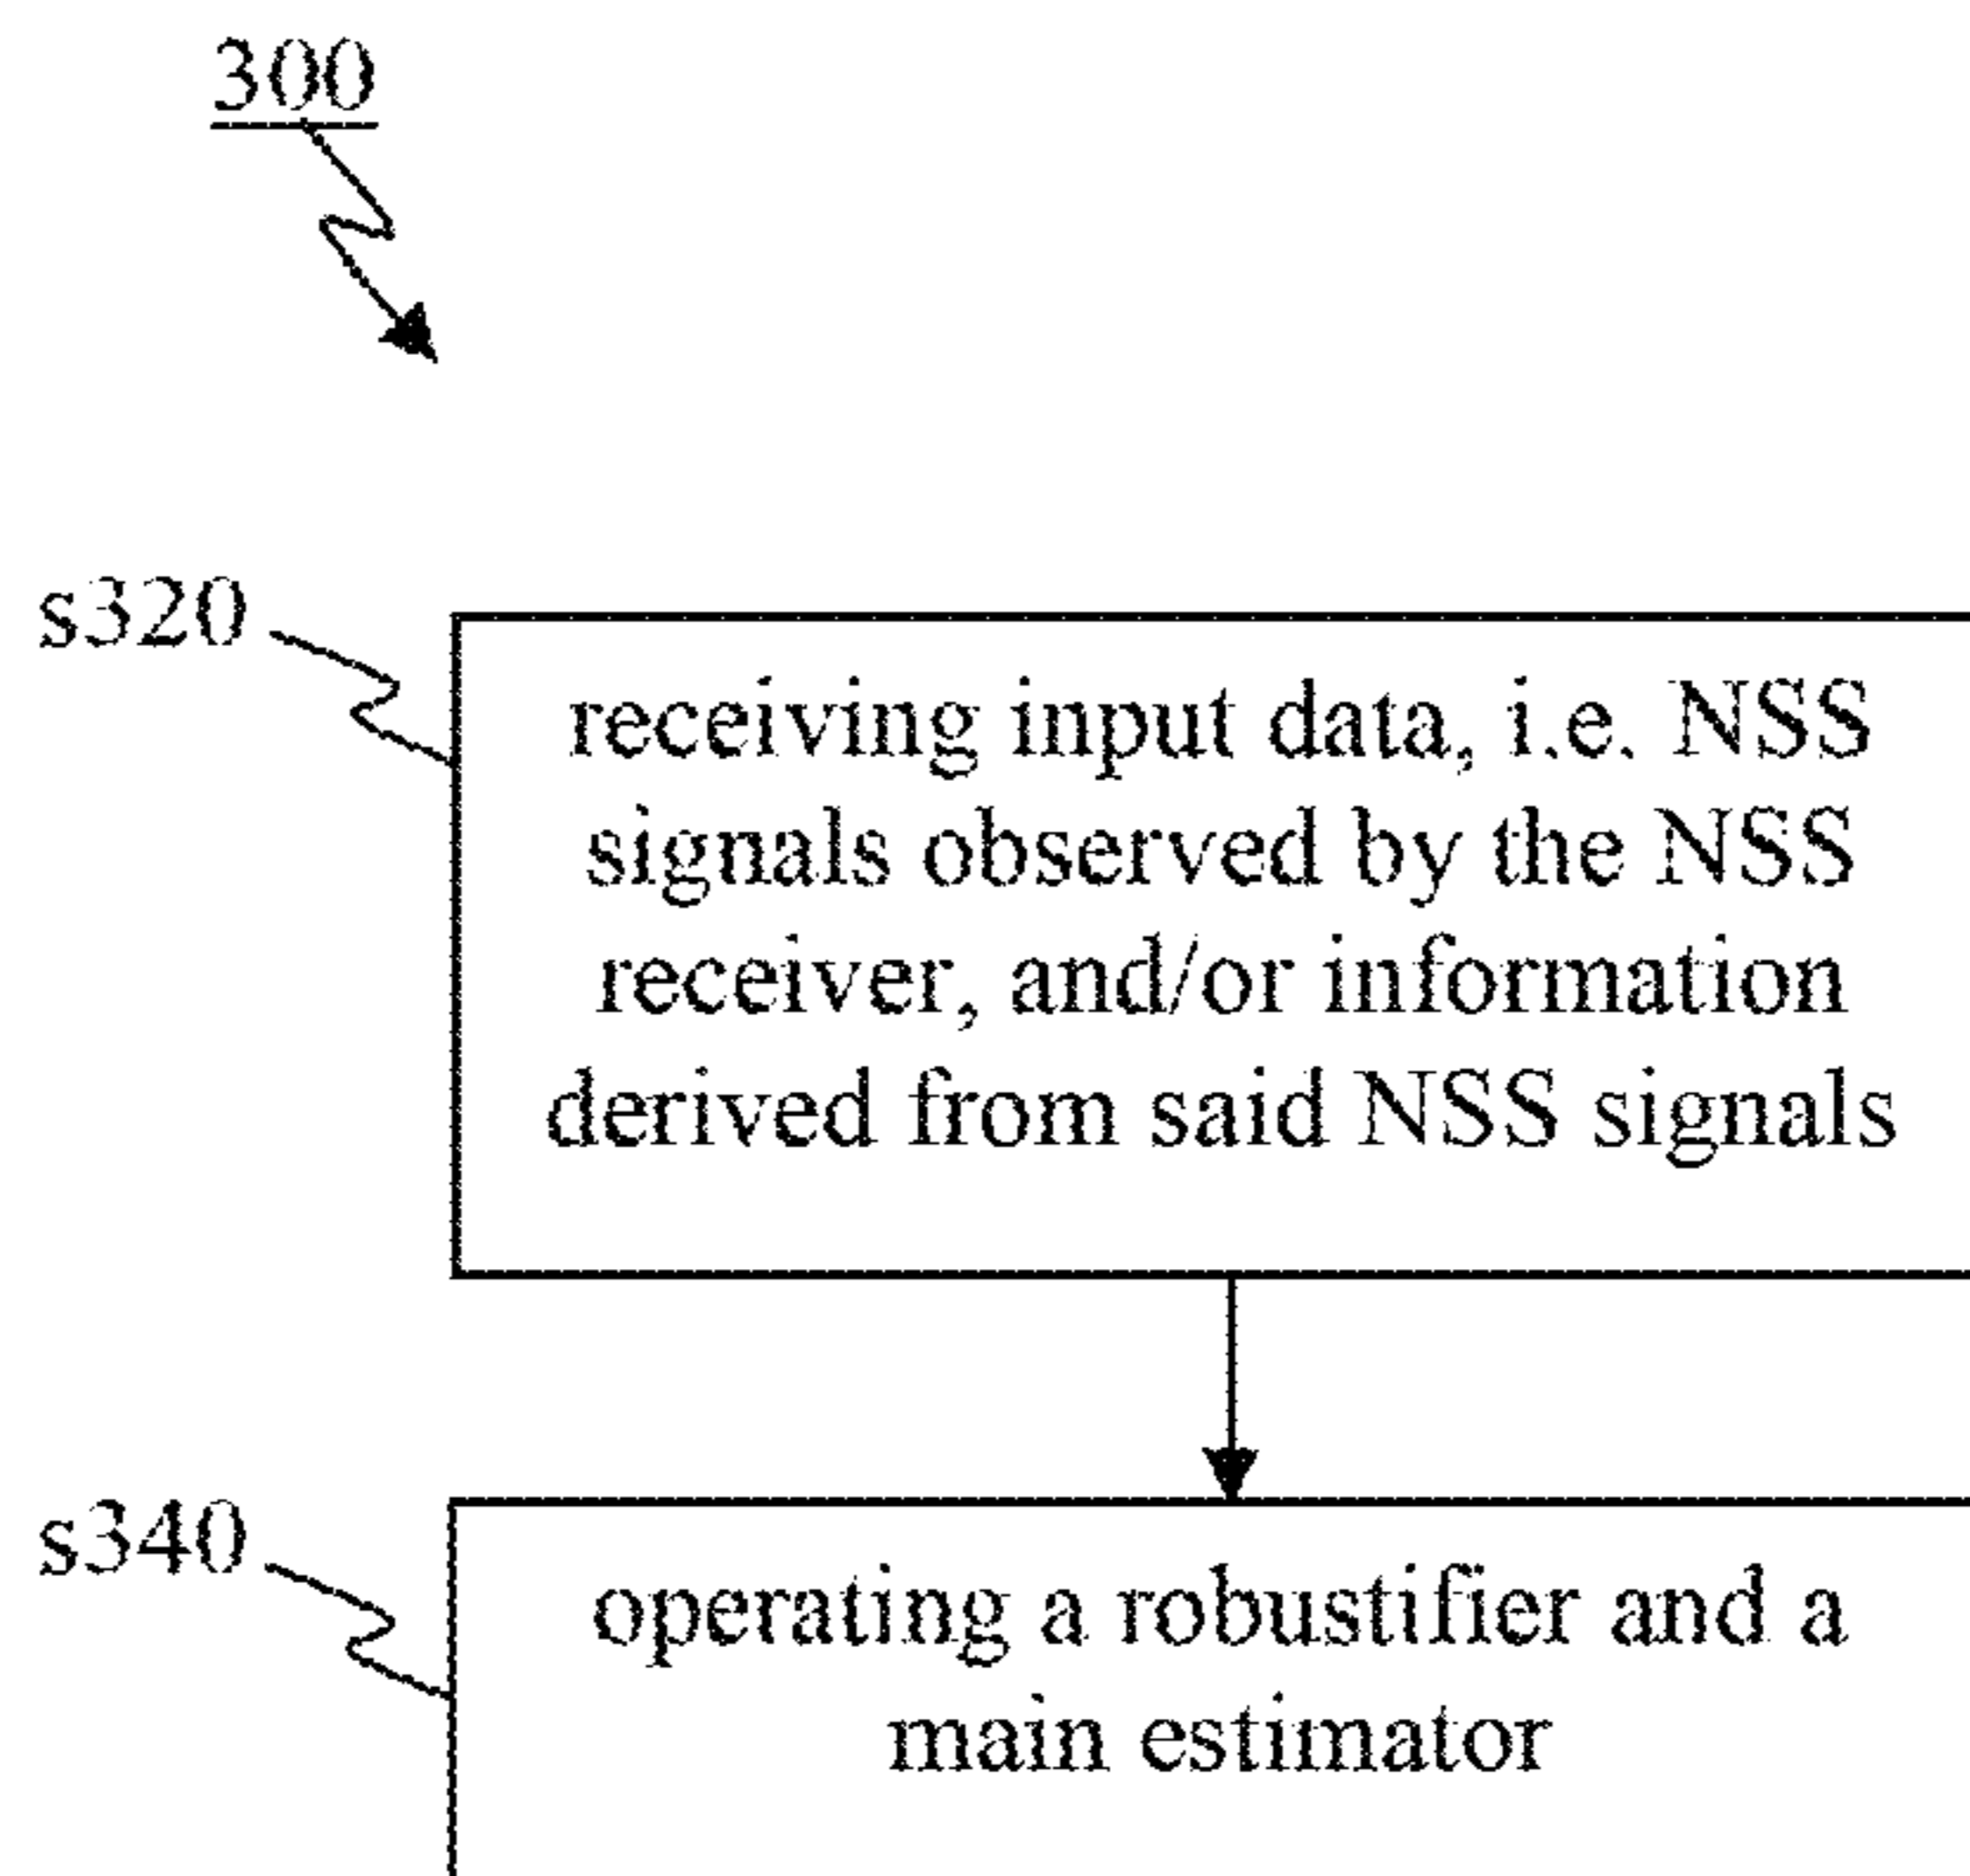 300
s320
receiving input data, i.e. NSS
signals observed by the NSS
receiver, and/or information
derived from said NSS signals
s340
operating a robustifier and a
main estimator